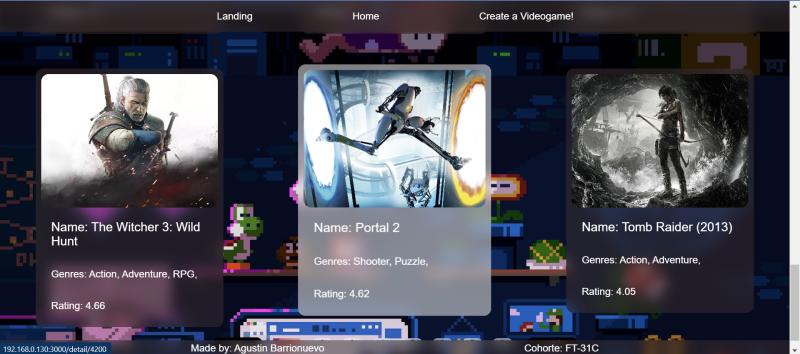 Landing Home Create a Videogame!
Name: The Witcher 3: Wild
Hunt
Genres: Action, Adventure, RPG,
Rating: 4.66
Name: Portal 2
Genres: Shooter, Puzzle,
Rating: 4.62
Name: Tomb Raider (2013)
Genres: Action, Adventure,
Rating: 4.05
192.168.0.130:3000/detail/4200
Made by: Agustin Barrionuevo
Cohorte: FT-31C